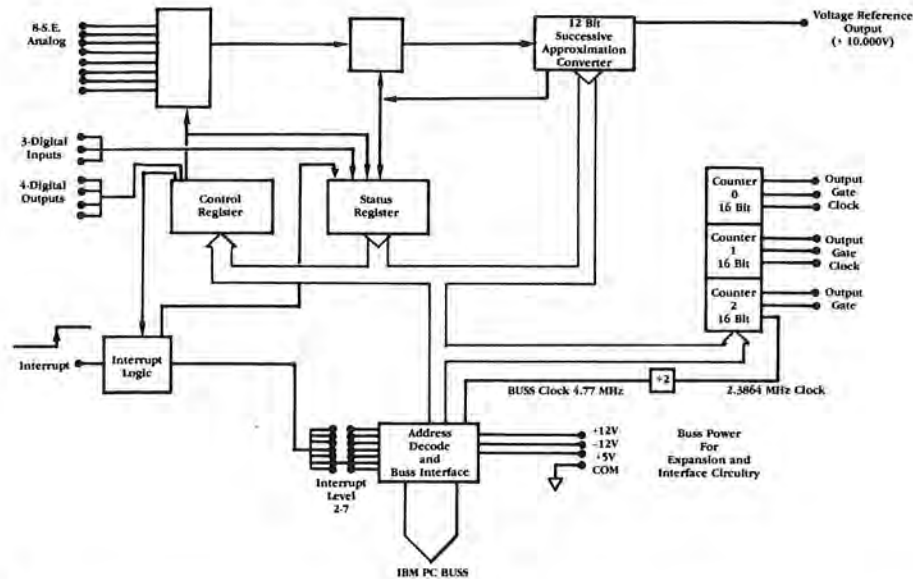 8-S.E.
Analog
12 Bit
Successive
Approximation
Converter
Voltage Reference
Output
(+ 10.000V)
3-Digital
Inputs
4-Digital
Outputs
Control
Register
Status
Register
Counter
0
16 Bit
Output
Gate
Clock
Counter
1
16 Bit
Output
Gate
Clock
Counter
2
16 Bit
Output
Gate
Interrupt
Interrupt
Logic
BUSS Clock 4.77 MHz
÷2
2.3864 MHz Clock
Interrupt
Level
2-7
Address
Decode
and
Buss Interface
+12V
-12V
+5V
COM
Buss Power
For
Expansion and
Interface Circuitry
IBM PC BUSS